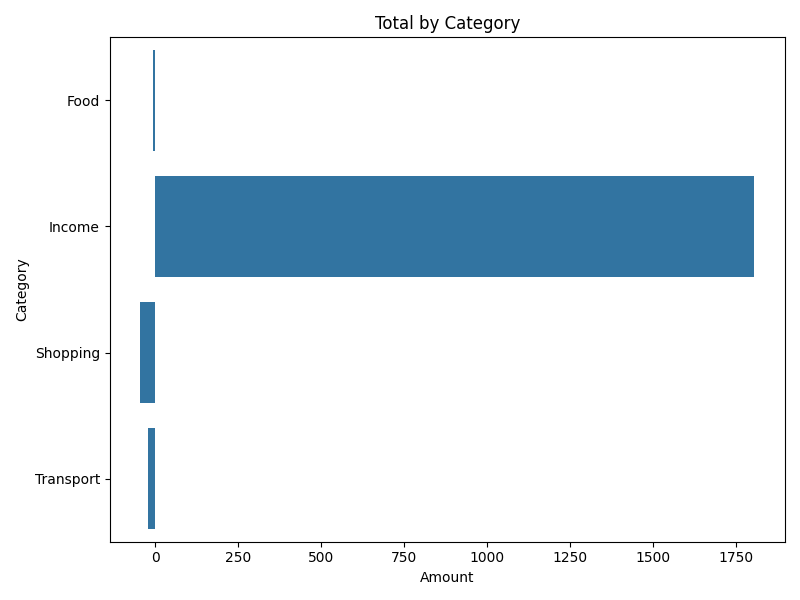 Total by Category
Category
Food
Income
Shopping
Transport
0 250 500 750 1000 1250 1500 1750
Amount